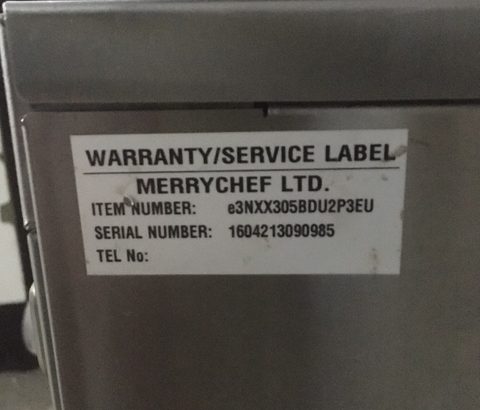 WARRANTY/SERVICE LABEL
MERRYCHEF LTD.
ITEM NUMBER: e3NXX305BDU2P3EU
SERIAL NUMBER: 1604213090985
TEL No: